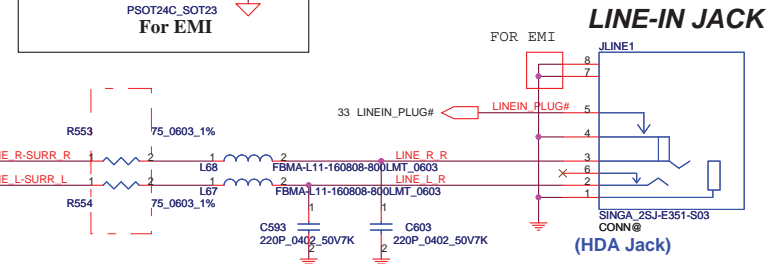 PSOT24C_SOT23
For EMI
LINE-IN JACK
FOR EMI
JLINE1
8
7
33 LINEIN_PLUG#
LINEIN_PLUG#
5
R553
75_0603_1%
4
NE_R-SURR_R
1
2
1
2
LINE_R_R
3
L68
FBMA-L11-160808-800LMT_0603
6
NE_L-SURR_L
1
2
1
2
LINE_L_R
2
L67
FBMA-L11-160808-800LMT_0603
1
R554
75_0603_1%
1
1
C593
220P_0402_50V7K
C603
220P_0402_50V7K
2
2
SINGA_2SJ-E351-S03
CONN@
(HDA Jack)